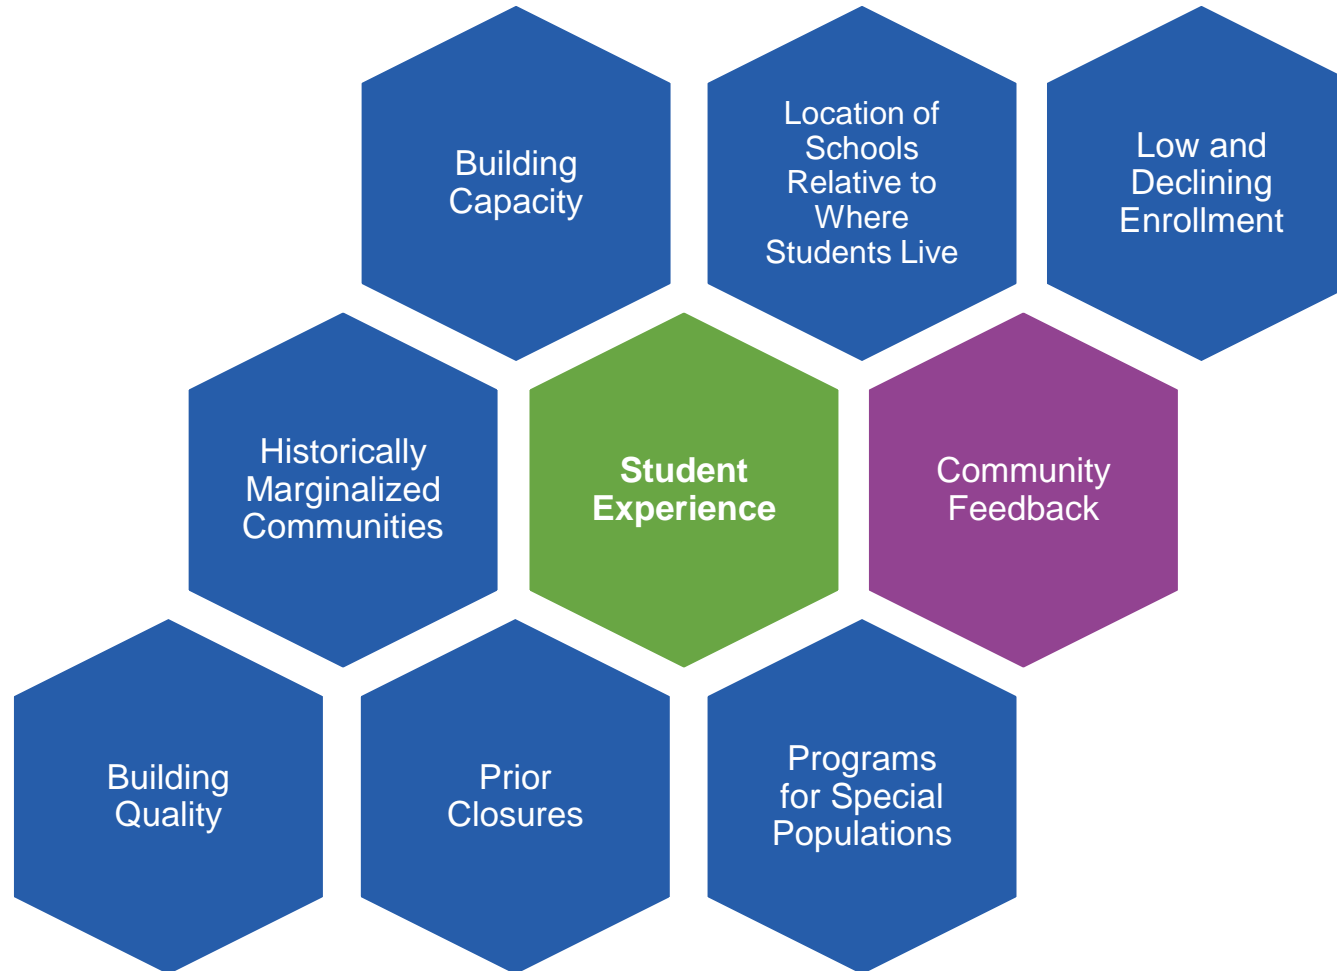 Building
Capacity
Location of
Schools
Relative to
Where
Students Live
Low and
Declining
Enrollment
Historically
Marginalized
Communities
Student
Experience
Community
Feedback
Building
Quality
Prior
Closures
Programs
for Special
Populations